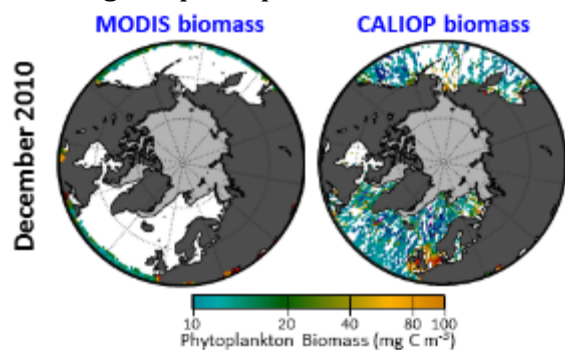 MODIS biomass
CALIOP biomass
December 2010
10 20 40 80 100
Phytoplankton Biomass (mg C m⁻³)